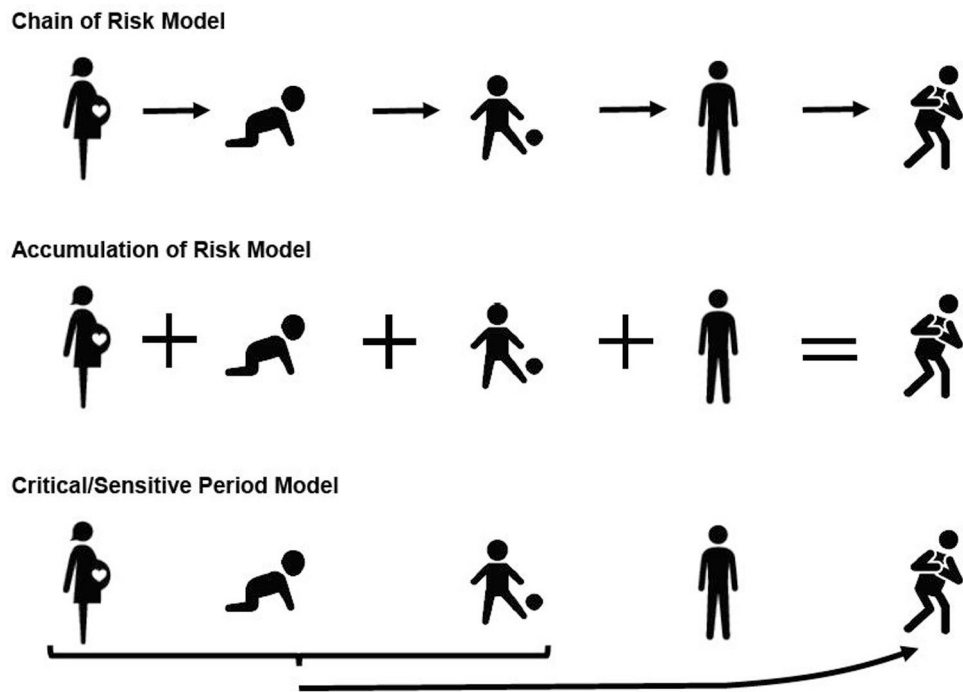 Chain of Risk Model
Accumulation of Risk Model
Critical/Sensitive Period Model